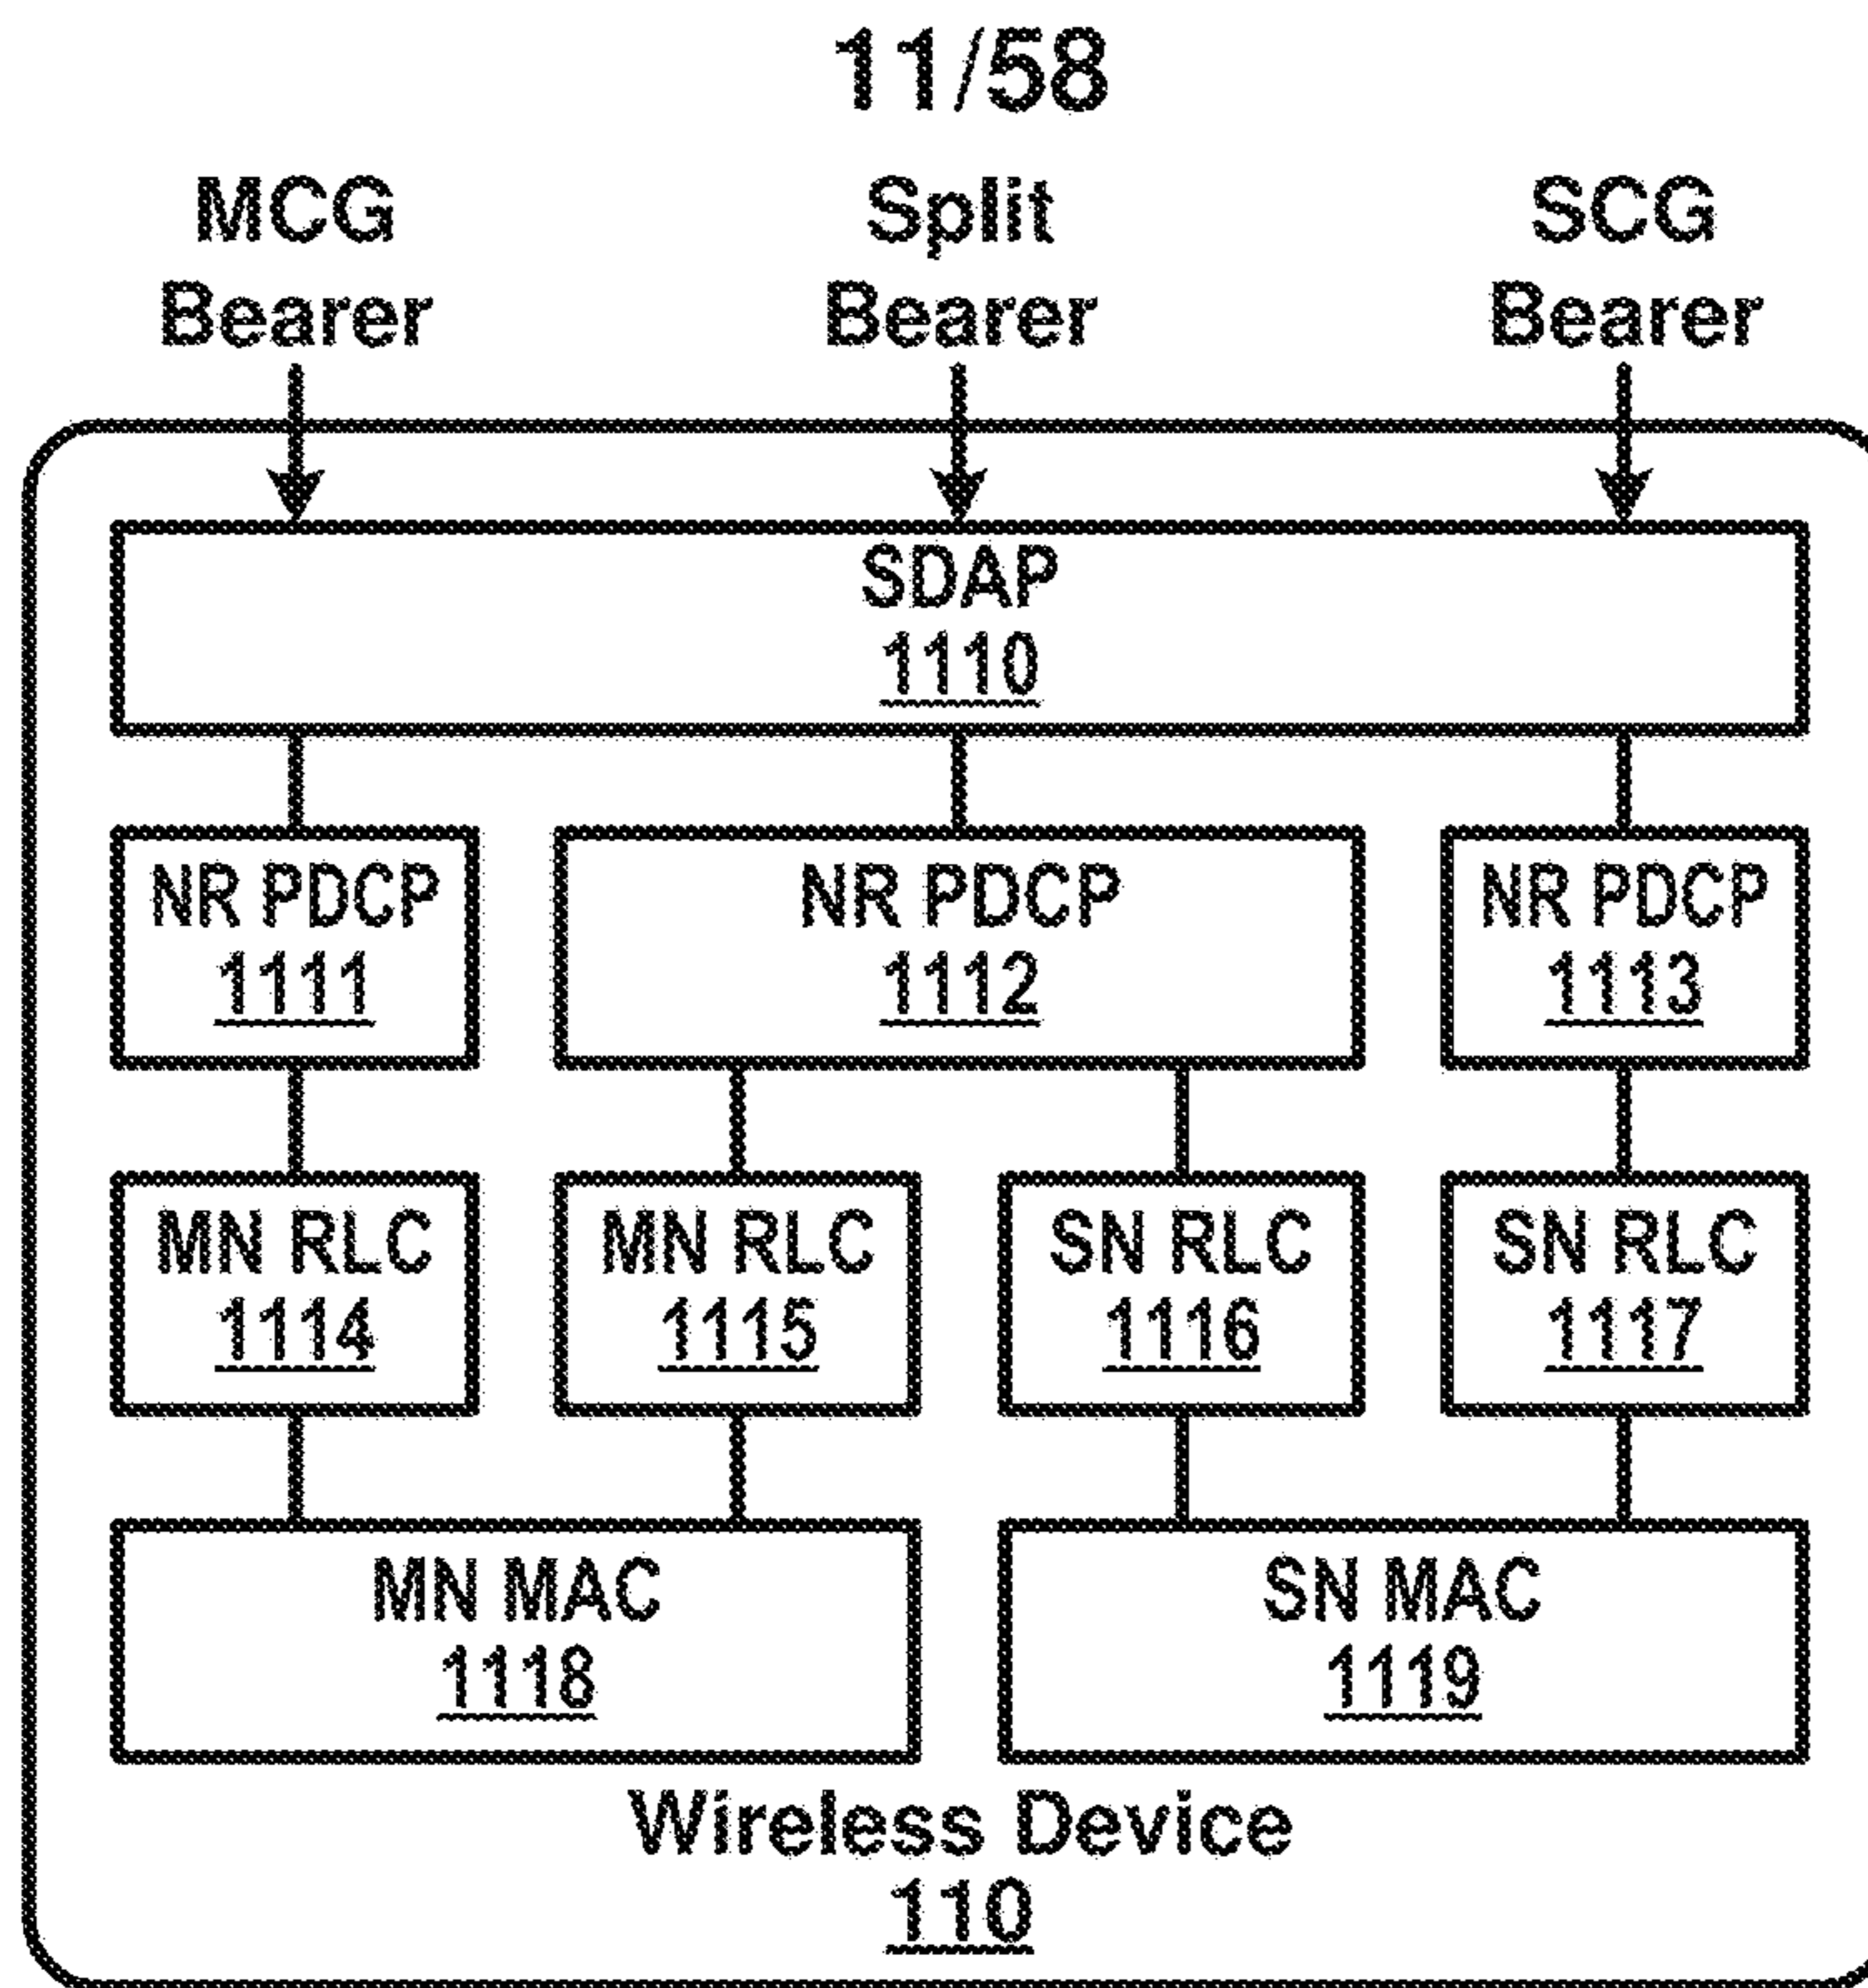 11/58
MCG Bearer
Split Bearer
SCG Bearer
SDAP
1110
NR PDCP
1111
NR PDCP
1112
NR PDCP
1113
MN RLC
1114
MN RLC
1115
SN RLC
1116
SN RLC
1117
MN MAC
1118
SN MAC
1119
Wireless Device
110